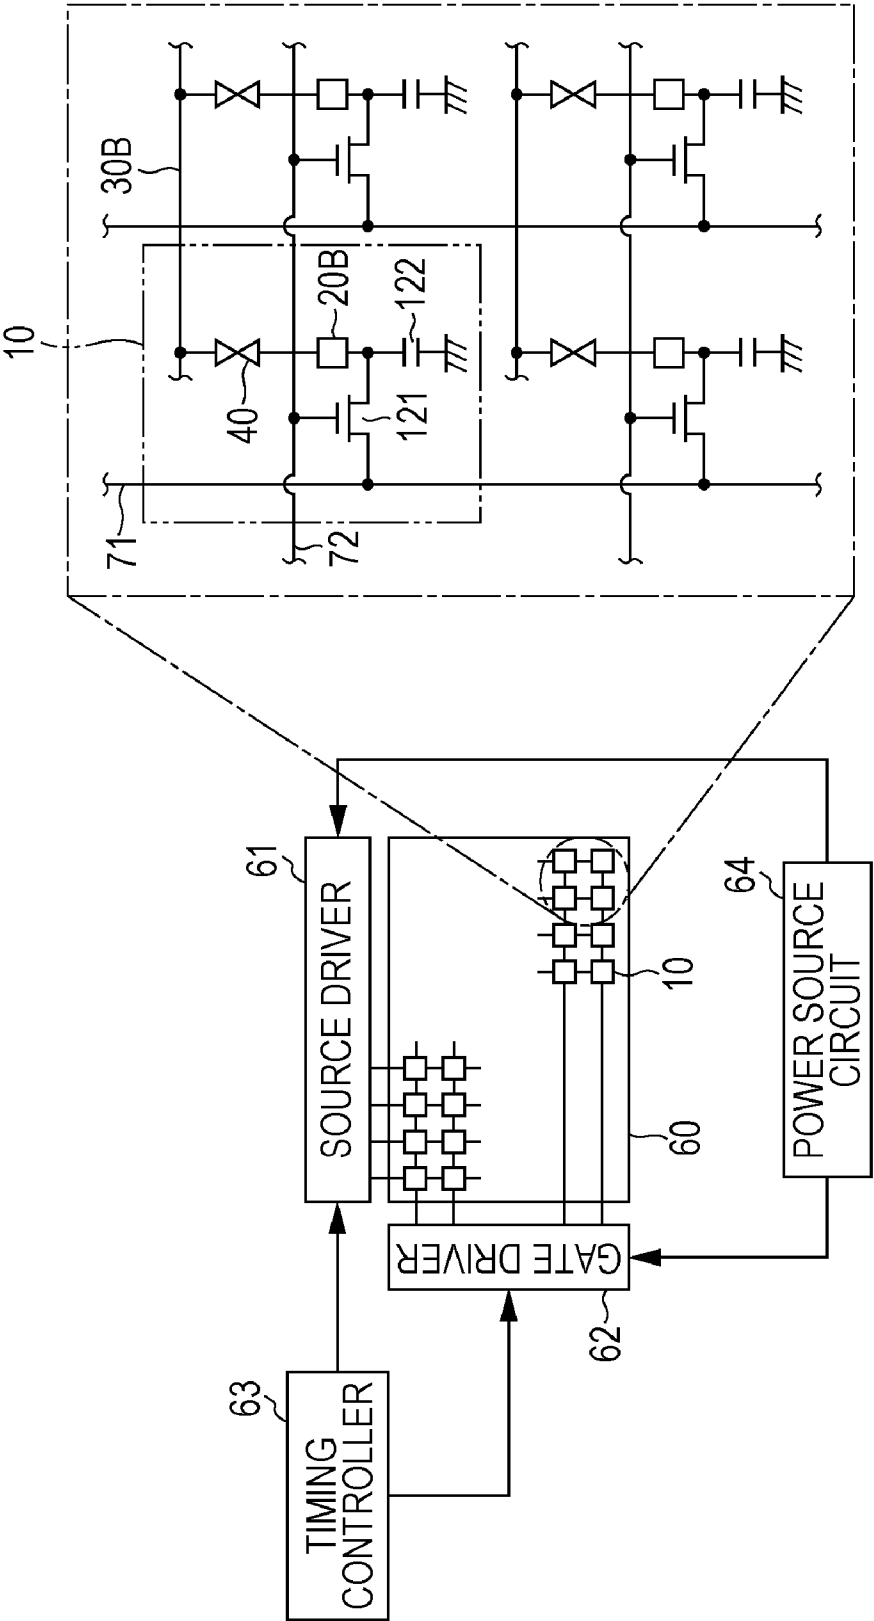 10
30B
40
20B
122
121
71
72
61
SOURCE DRIVER
10
60
GATE DRIVER
62
63
TIMING
CONTROLLER
64
POWER SOURCE
CIRCUIT